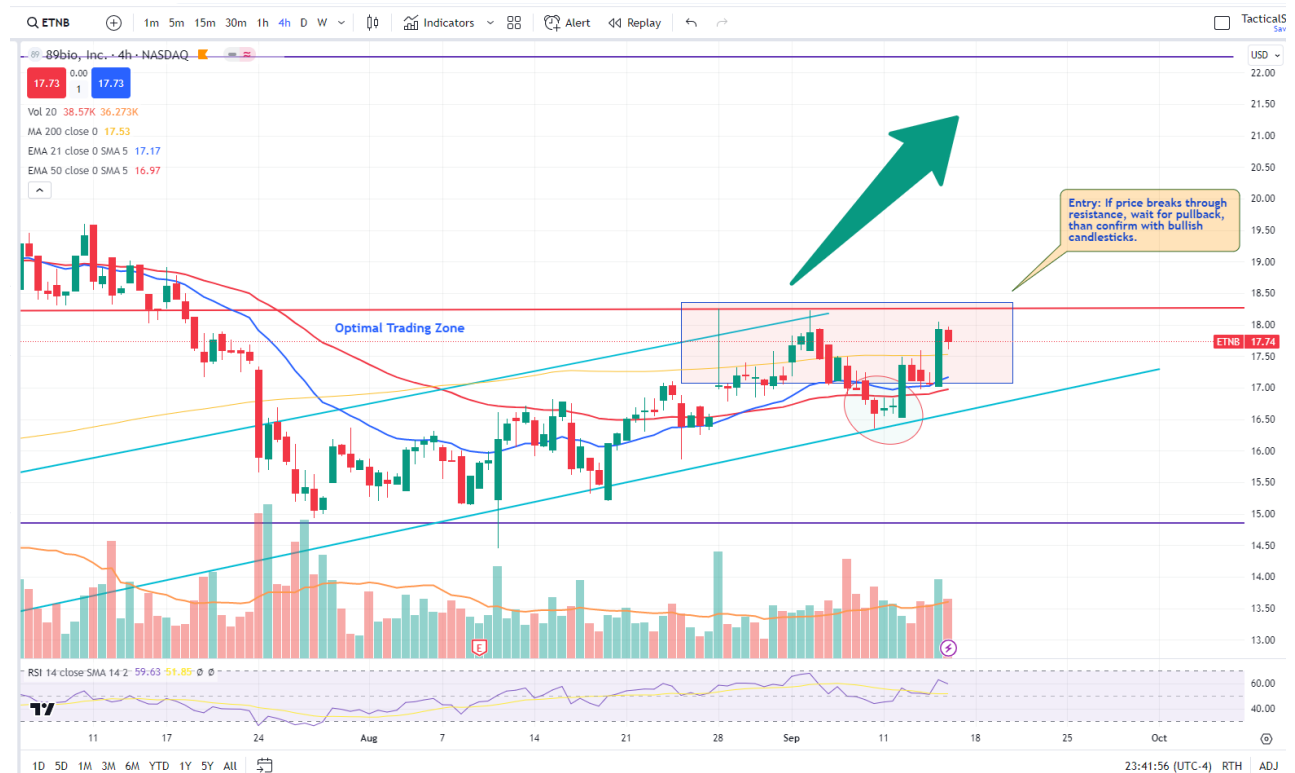 ETNB
1m 5m 15m 30m 1h 4h D W
Indicators
Alert
Replay
TacticalS
Sav
89 89bio, Inc. · 4h · NASDAQ
USD
17.73 0.00 17.73
1
Vol 20 38.57K 36.273K
MA 200 close 0 17.53
EMA 21 close 0 SMA 5 17.17
EMA 50 close 0 SMA 5 16.97
22.00
21.50
21.00
20.50
20.00
19.50
19.00
18.50
18.00
ETNB 17.74
17.50
17.00
16.50
16.00
15.50
15.00
14.50
14.00
13.50
13.00
Entry: If price breaks through
resistance, wait for pullback,
than confirm with bullish
candlesticks.
Optimal Trading Zone
E
RSI 14 close SMA 14 2 59.63 51.85 Ø Ø
60.00
40.00
11 17 24 Aug 7 14 21 28 Sep 11 18 25 Oct
1D 5D 1M 3M 6M YTD 1Y 5Y All
23:41:56 (UTC-4) RTH ADJ